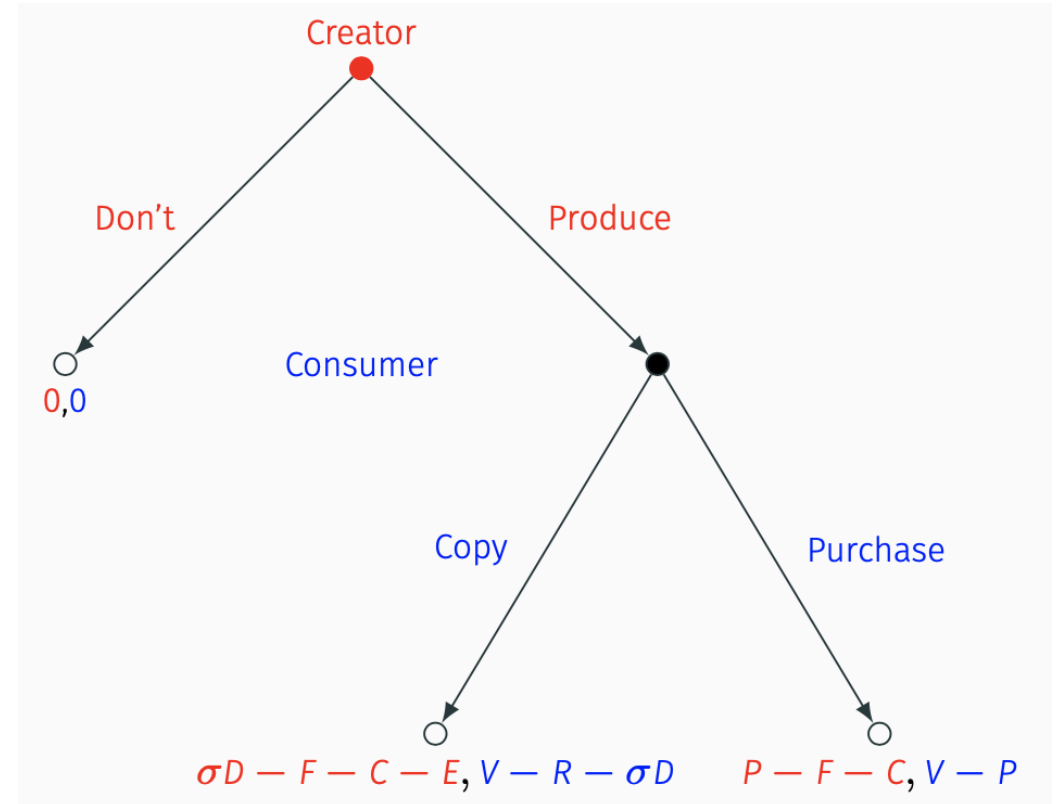 Creator
Don't Produce
Consumer
0,0
Copy Purchase
σD − F − C − E, V − R − σD P − F − C, V − P